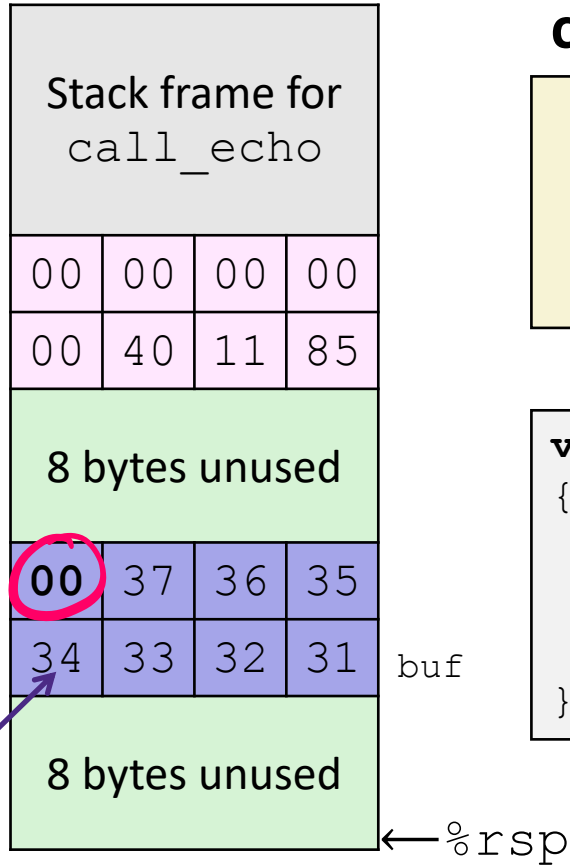 Stack frame for
call_echo
00 00 00 00
00 40 11 85
8 bytes unused
00 37 36 35
34 33 32 31 buf
8 bytes unused
←%rsp
{
}